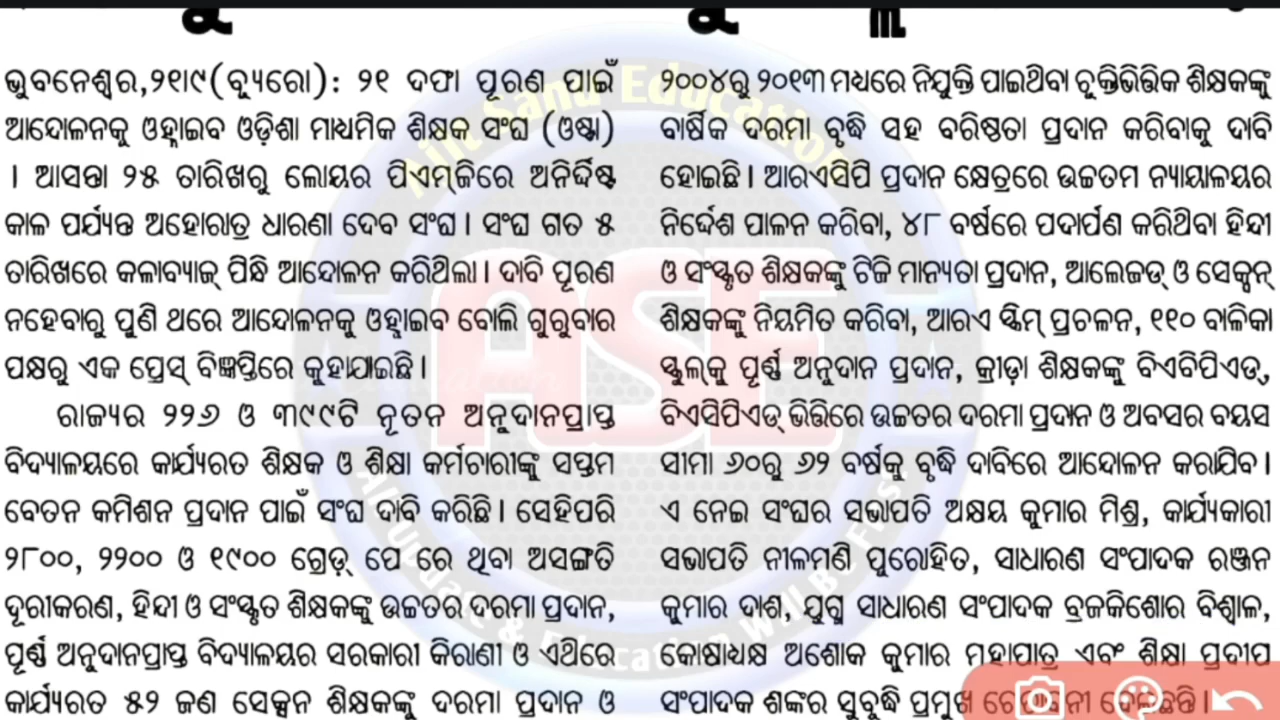 ଭୁବନେଶ୍ୱର,୨୧ା୯(ବ୍ୟୁରୋ): ୨୧ ଦଫା ପୂରଣ ପାଇଁ
ଆନ୍ଦୋଳନକୁ ଓହ୍ଲାଇବ ଓଡ଼ିଶା ମାଧ୍ୟମିକ ଶିକ୍ଷକ ସଂଘ (ଓଷ୍ଟା)
। ଆସନ୍ତା ୨୫ ତାରିଖରୁ ଲୋୟର ପିଏମ୍‌ଜିରେ ଅନିର୍ଦ୍ଦିଷ୍ଟ
କାଳ ପର୍ଯ୍ୟନ୍ତ ଅହୋରାତ୍ର ଧାରଣା ଦେବ ସଂଘ। ସଂଘ ଗତ ୫
ତାରିଖରେ କଳାବ୍ୟାଜ୍ ପିନ୍ଧି ଆନ୍ଦୋଳନ କରିଥିଲା। ଦାବି ପୂରଣ
ନହେବାରୁ ପୁଣି ଥରେ ଆନ୍ଦୋଳନକୁ ଓହ୍ଲାଇବ ବୋଲି ଗୁରୁବାର
ପକ୍ଷରୁ ଏକ ପ୍ରେସ୍ ବିଜ୍ଞପ୍ତିରେ କୁହାଯାଇଛି।
ରାଜ୍ୟର ୨୨୬ ଓ ୩୯୯ଟି ନୂତନ ଅନୁଦାନପ୍ରାପ୍ତ
ବିଦ୍ୟାଳୟରେ କାର୍ଯ୍ୟରତ ଶିକ୍ଷକ ଓ ଶିକ୍ଷା କର୍ମଚାରୀଙ୍କୁ ସପ୍ତମ
ବେତନ କମିଶନ ପ୍ରଦାନ ପାଇଁ ସଂଘ ଦାବି କରିଛି। ସେହିପରି
୨୮୦୦, ୨୨୦୦ ଓ ୧୯୦୦ ଗ୍ରେଡ୍ ପେ ରେ ଥିବା ଅସଙ୍ଗତି
ଦୂରୀକରଣ, ହିନ୍ଦୀ ଓ ସଂସ୍କୃତ ଶିକ୍ଷକଙ୍କୁ ଉଚ୍ଚତର ଦରମା ପ୍ରଦାନ,
ପୂର୍ଣ୍ଣ ଅନୁଦାନପ୍ରାପ୍ତ ବିଦ୍ୟାଳୟର ସରକାରୀ କିରାଣୀ ଓ ଏଥିରେ
କାର୍ଯ୍ୟରତ ୫୨ ଜଣ ସେକ୍ସନ ଶିକ୍ଷକଙ୍କୁ ଦରମା ପ୍ରଦାନ ଓ
୨୦୦୪ରୁ ୨୦୧୩ ମଧ୍ୟରେ ନିଯୁକ୍ତି ପାଇଥିବା ଚୁକ୍ତିଭିତ୍ତିକ ଶିକ୍ଷକଙ୍କୁ
ବାର୍ଷିକ ଦରମା ବୃଦ୍ଧି ସହ ବରିଷ୍ଠତା ପ୍ରଦାନ କରିବାକୁ ଦାବି
ହୋଇଛି। ଆରଏସିପି ପ୍ରଦାନ କ୍ଷେତ୍ରରେ ଉଚ୍ଚତମ ନ୍ୟାୟାଳୟର
ନିର୍ଦ୍ଦେଶ ପାଳନ କରିବା, ୪୮ ବର୍ଷରେ ପଦାର୍ପଣ କରିଥିବା ହିନ୍ଦୀ
ଓ ସଂସ୍କୃତ ଶିକ୍ଷକଙ୍କୁ ଟିଜି ମାନ୍ୟତା ପ୍ରଦାନ, ଆଲେଜଡ୍ ଓ ସେକ୍ସନ୍
ଶିକ୍ଷକଙ୍କୁ ନିୟମିତ କରିବା, ଆରଏ ସ୍କିମ୍ ପ୍ରଚଳନ, ୧୧୦ ବାଳିକା
ସ୍କୁଲ୍‌କୁ ପୂର୍ଣ୍ଣ ଅନୁଦାନ ପ୍ରଦାନ, କ୍ରୀଡ଼ା ଶିକ୍ଷକଙ୍କୁ ବିଏବିପିଏଡ୍,
ବିଏସିପିଏଡ୍ ଭିତ୍ତିରେ ଉଚ୍ଚତର ଦରମା ପ୍ରଦାନ ଓ ଅବସର ବୟସ
ସୀମା ୬୦ରୁ ୬୨ ବର୍ଷକୁ ବୃଦ୍ଧି ଦାବିରେ ଆନ୍ଦୋଳନ କରାଯିବ।
ଏ ନେଇ ସଂଘର ସଭାପତି ଅକ୍ଷୟ କୁମାର ମିଶ୍ର, କାର୍ଯ୍ୟକାରୀ
ସଭାପତି ନୀଳମଣି ପୁରୋହିତ, ସାଧାରଣ ସଂପାଦକ ରଞ୍ଜନ
କୁମାର ଦାଶ, ଯୁଗ୍ମ ସାଧାରଣ ସଂପାଦକ ବ୍ରଜକିଶୋର ବିଶ୍ୱାଳ,
କୋଷାଧ୍ୟକ୍ଷ ଅଶୋକ କୁମାର ମହାପାତ୍ର ଏବଂ ଶିକ୍ଷା ପ୍ରଦୀପ
ସଂପାଦକ ଶଙ୍କର ସୁବୁଦ୍ଧି ପ୍ରମୁଖ ଚେତାବନୀ ଦେଇଛନ୍ତି।
Ajit Sand Education
ASE